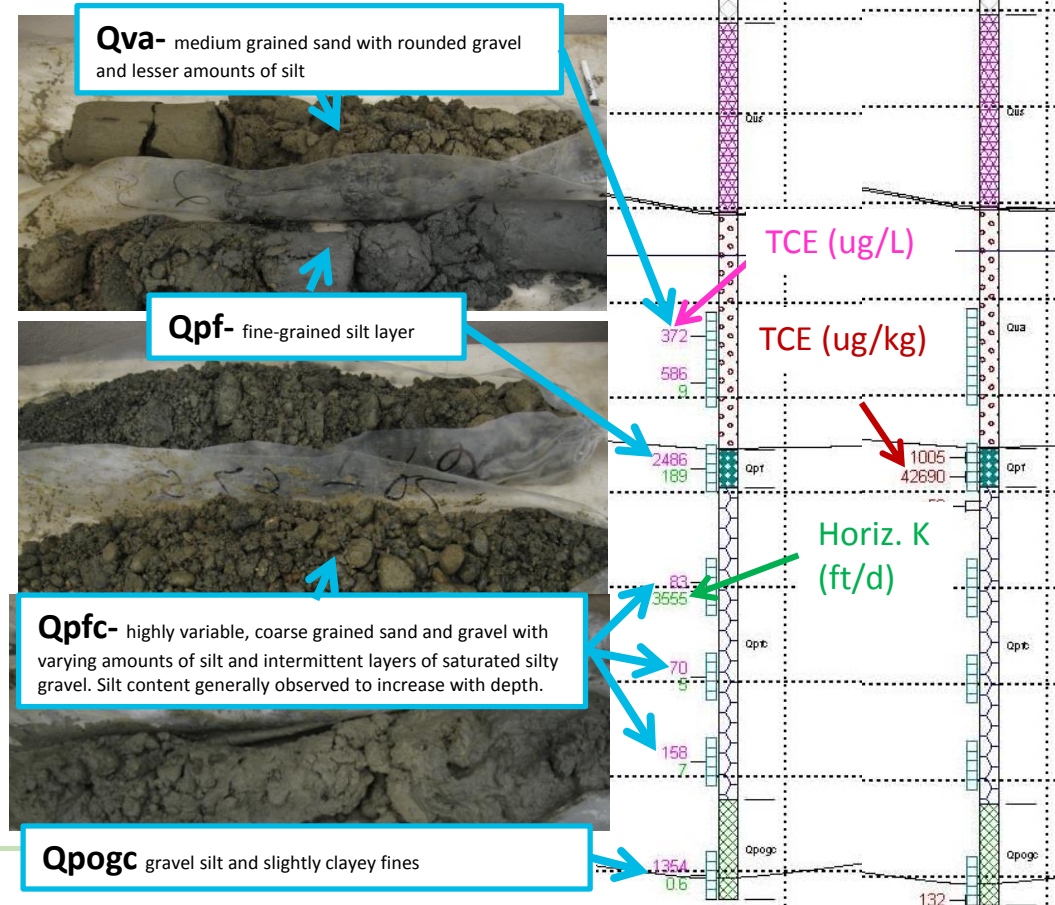 Qva- medium grained sand with rounded gravel
and lesser amounts of silt
Qpf- fine-grained silt layer
Qpfc- highly variable, coarse grained sand and gravel with
varying amounts of silt and intermittent layers of saturated silty
gravel. Silt content generally observed to increase with depth.
Qpogc gravel silt and slightly clayey fines
TCE (ug/L)
TCE (ug/kg)
Horiz. K
(ft/d)
372
586
9
2486
189
83
3555
70
158
7
1354
0.6
Qpf
Qpfc
Qpogc
1005
42690
132
Qpf
Qpfc
Qpogc